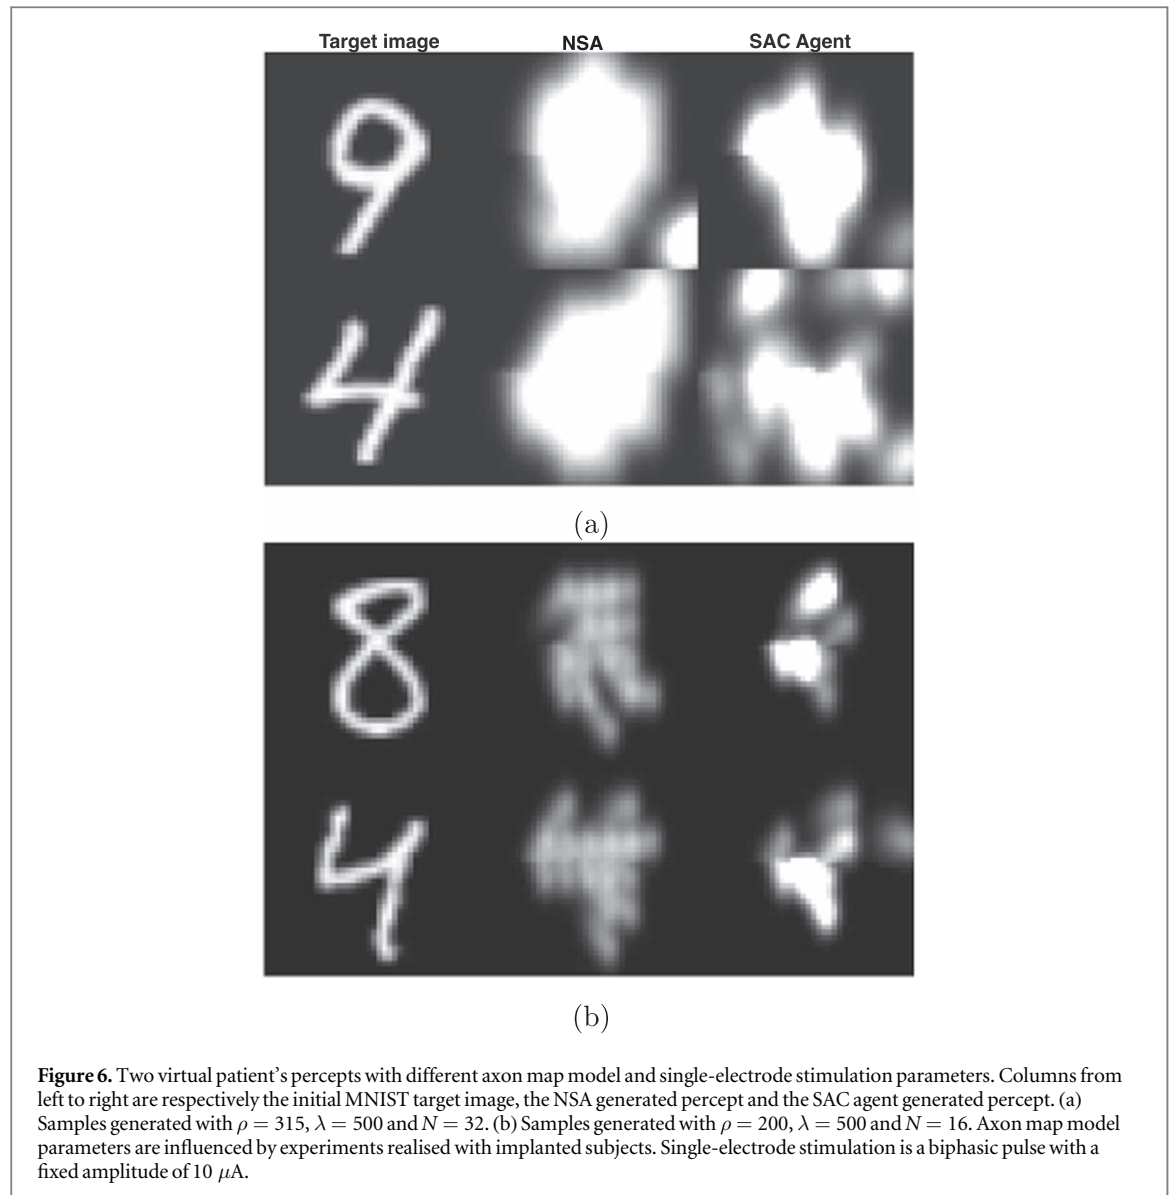 Target image NSA SAC Agent
9
4
(a)
8
4
(b)
Figure 6. Two virtual patient's percepts with different axon map model and single-electrode stimulation parameters. Columns from
left to right are respectively the initial MNIST target image, the NSA generated percept and the SAC agent generated percept. (a)
Samples generated with ρ = 315, λ = 500 and N = 32. (b) Samples generated with ρ = 200, λ = 500 and N = 16. Axon map model
parameters are influenced by experiments realised with implanted subjects. Single-electrode stimulation is a biphasic pulse with a
fixed amplitude of 10 μA.